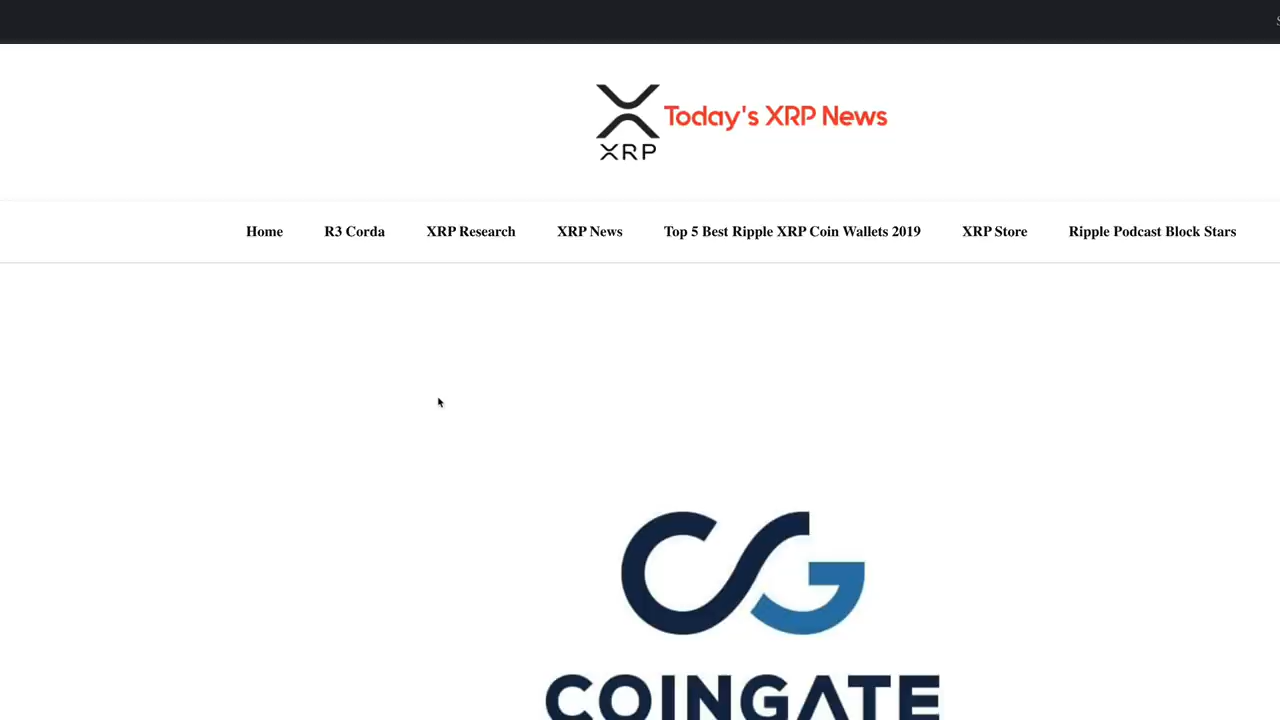 Today's XRP News
XRP
Home R3 Corda XRP Research XRP News Top 5 Best Ripple XRP Coin Wallets 2019 XRP Store Ripple Podcast Block Stars
CG
COINGATE